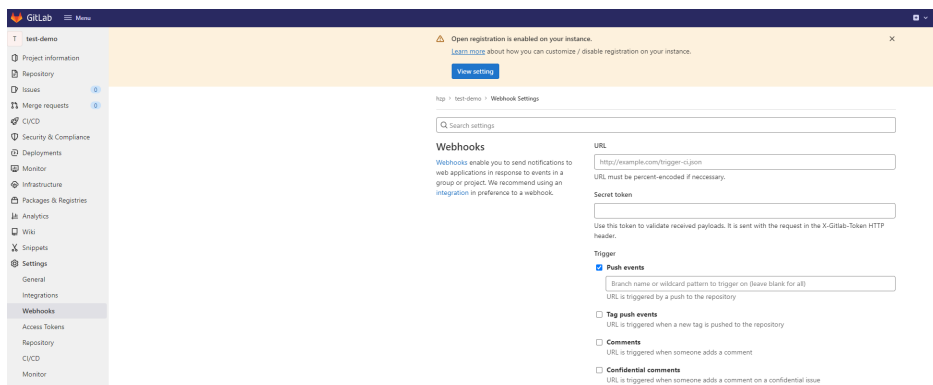 GitLab Menu
T test-demo
Project information
Repository
Issues 0
Merge requests 0
CI/CD
Security & Compliance
Deployments
Monitor
Infrastructure
Packages & Registries
Analytics
Wiki
Snippets
Settings
General
Integrations
Webhooks
Access Tokens
Repository
CI/CD
Monitor
Open registration is enabled on your instance.
Learn more about how you can customize / disable registration on your instance.
View setting
hzp > test-demo > Webhook Settings
Search settings
Webhooks
Webhooks enable you to send notifications to
web applications in response to events in a
group or project. We recommend using an
integration in preference to a webhook.
URL
http://example.com/trigger-ci.json
URL must be percent-encoded if neccessary.
Secret token
Use this token to validate received payloads. It is sent with the request in the X-Gitlab-Token HTTP
header.
Trigger
Push events
Branch name or wildcard pattern to trigger on (leave blank for all)
URL is triggered by a push to the repository
Tag push events
URL is triggered when a new tag is pushed to the repository
Comments
URL is triggered when someone adds a comment
Confidential comments
URL is triggered when someone adds a comment on a confidential issue